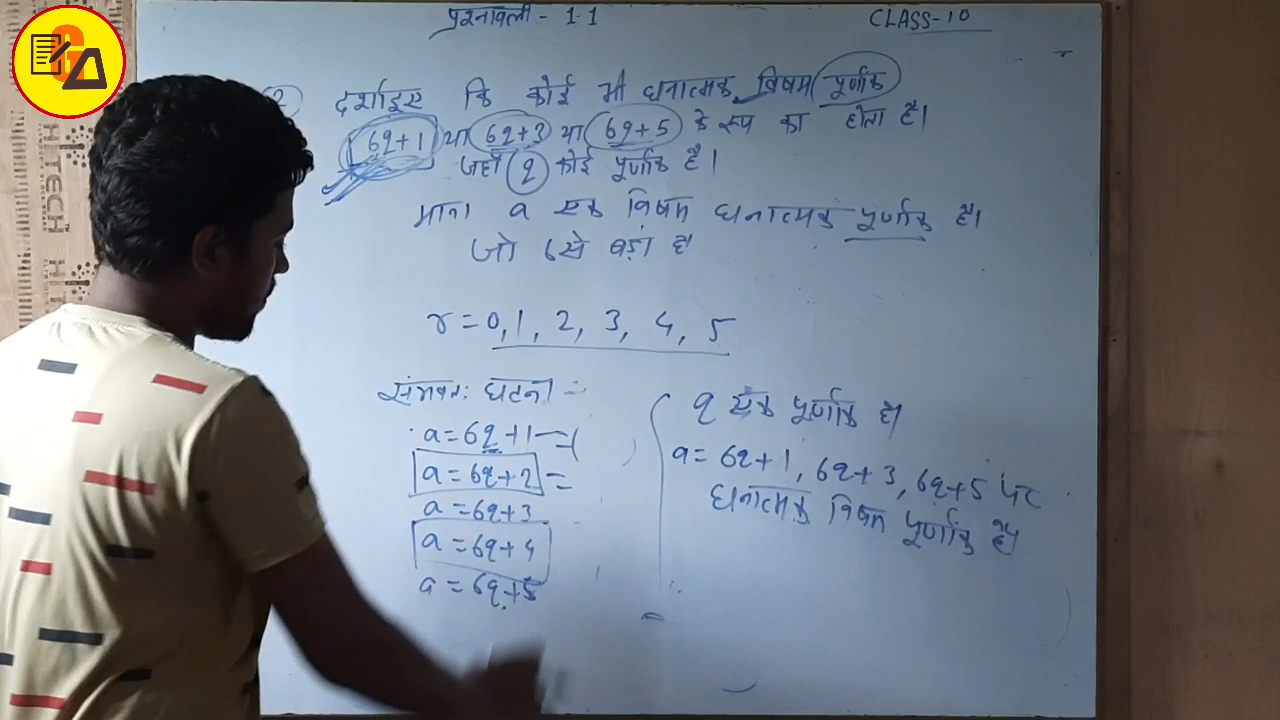 प्रश्नावली - 1.1
CLASS-10
2 दर्शाइए कि कोई भी धनात्मक विषम पूर्णांक
6q+1 या 6q+3 या 6q+5 के रूप का होता है।
जहाँ q कोई पूर्णांक है।
माना a एक विषम धनात्मक पूर्णांक है।
जो 6 से बड़ा है
r = 0, 1, 2, 3, 4, 5
संभवतः घटना :-
a = 6q+1
a = 6q+2 =
a = 6q+3
a = 6q+4
a = 6q+5
q एक पूर्णांक है।
a = 6q+1, 6q+3, 6q+5 पर
धनात्मक विषम पूर्णांक है।
HITECH